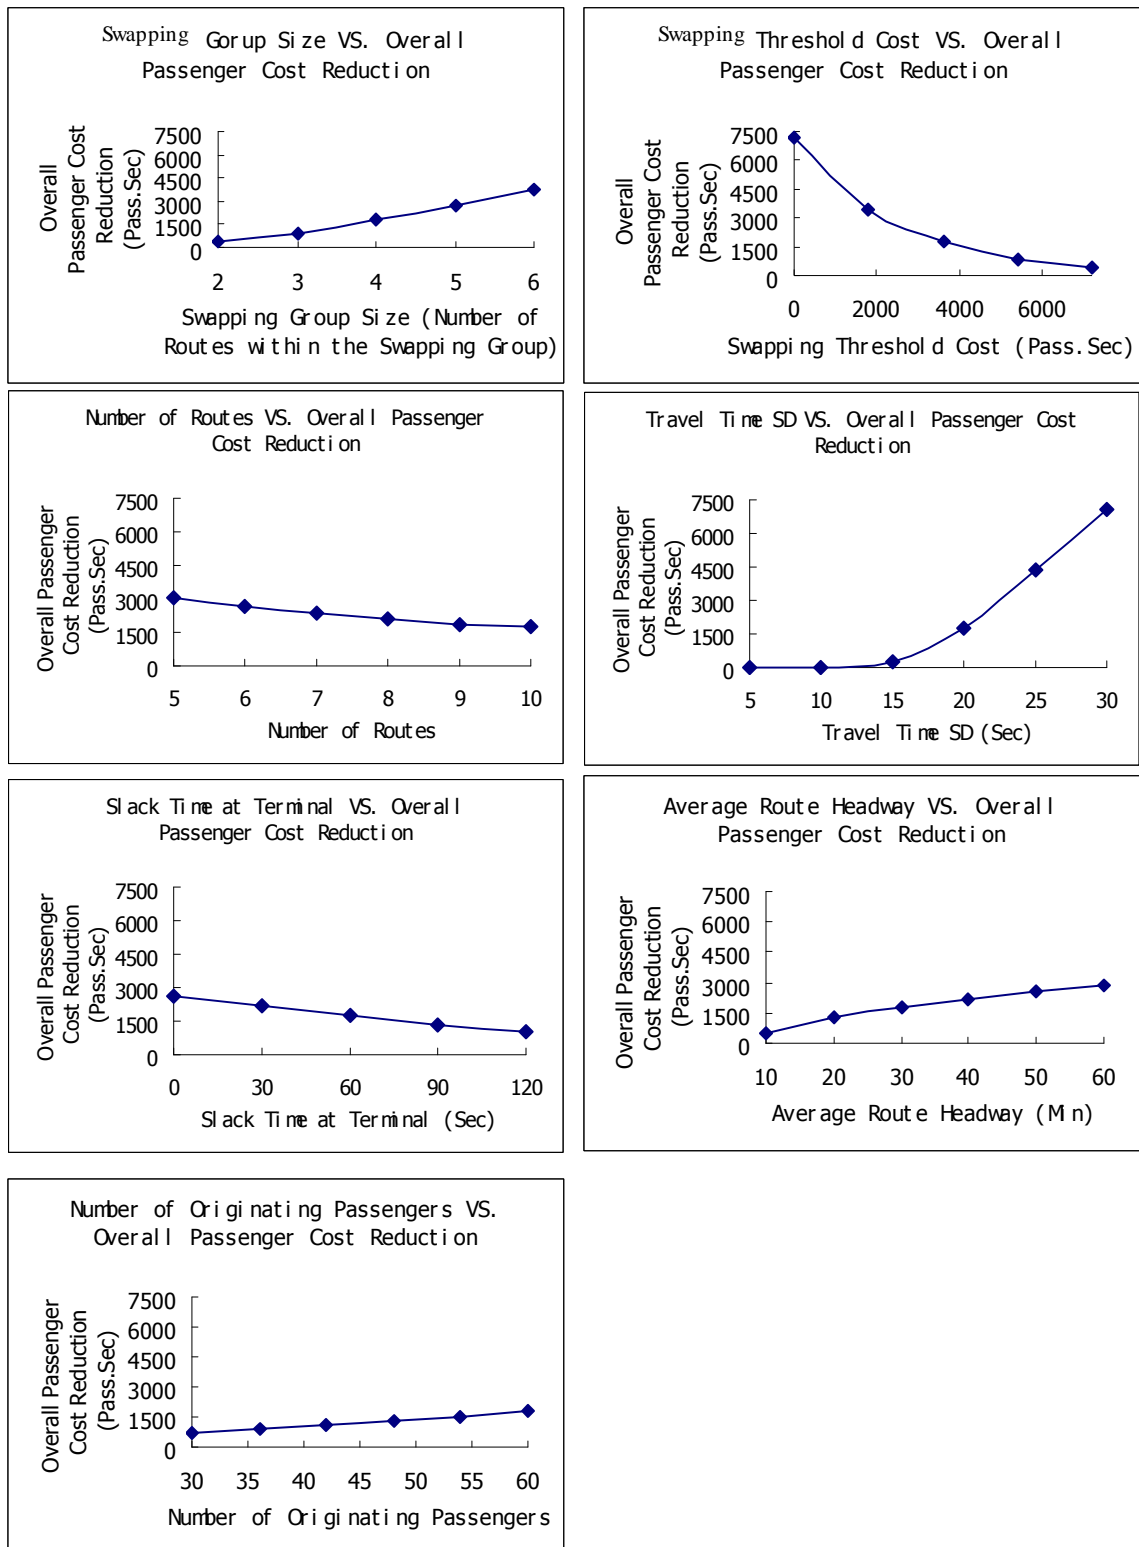 Swapping Gorup Size VS. Overall
Passenger Cost Reduction
Overall
Passenger Cost
Reduction
(Pass.Sec)
7500
6000
4500
3000
1500
0
2 3 4 5 6
Swapping Group Size (Number of
Routes within the Swapping Group)
Swapping Threshold Cost VS. Overall
Passenger Cost Reduction
Overall
Passenger Cost
Reduction
(Pass.Sec)
7500
6000
4500
3000
1500
0
0 2000 4000 6000
Swapping Threshold Cost (Pass.Sec)
Number of Routes VS. Overall Passenger
Cost Reduction
Overall Passenger
Cost Reduction
(Pass.Sec)
7500
6000
4500
3000
1500
0
5 6 7 8 9 10
Number of Routes
Travel Time SD VS. Overall Passenger Cost
Reduction
Overall Passenger
Cost Reduction
(Pass.Sec)
7500
6000
4500
3000
1500
0
5 10 15 20 25 30
Travel Time SD (Sec)
Slack Time at Terminal VS. Overall
Passenger Cost Reduction
Overall Passenger
Cost Reduction
(Pass.Sec)
7500
6000
4500
3000
1500
0
0 30 60 90 120
Slack Time at Terminal (Sec)
Average Route Headway VS. Overall
Passenger Cost Reduction
Overall Passenger
Cost Reduction
(Pass.Sec)
7500
6000
4500
3000
1500
0
10 20 30 40 50 60
Average Route Headway (Min)
Number of Originating Passengers VS.
Overall Passenger Cost Reduction
Overall Passenger
Cost Reduction
(Pass.Sec)
7500
6000
4500
3000
1500
0
30 35 40 45 50 55 60
Number of Originating Passengers